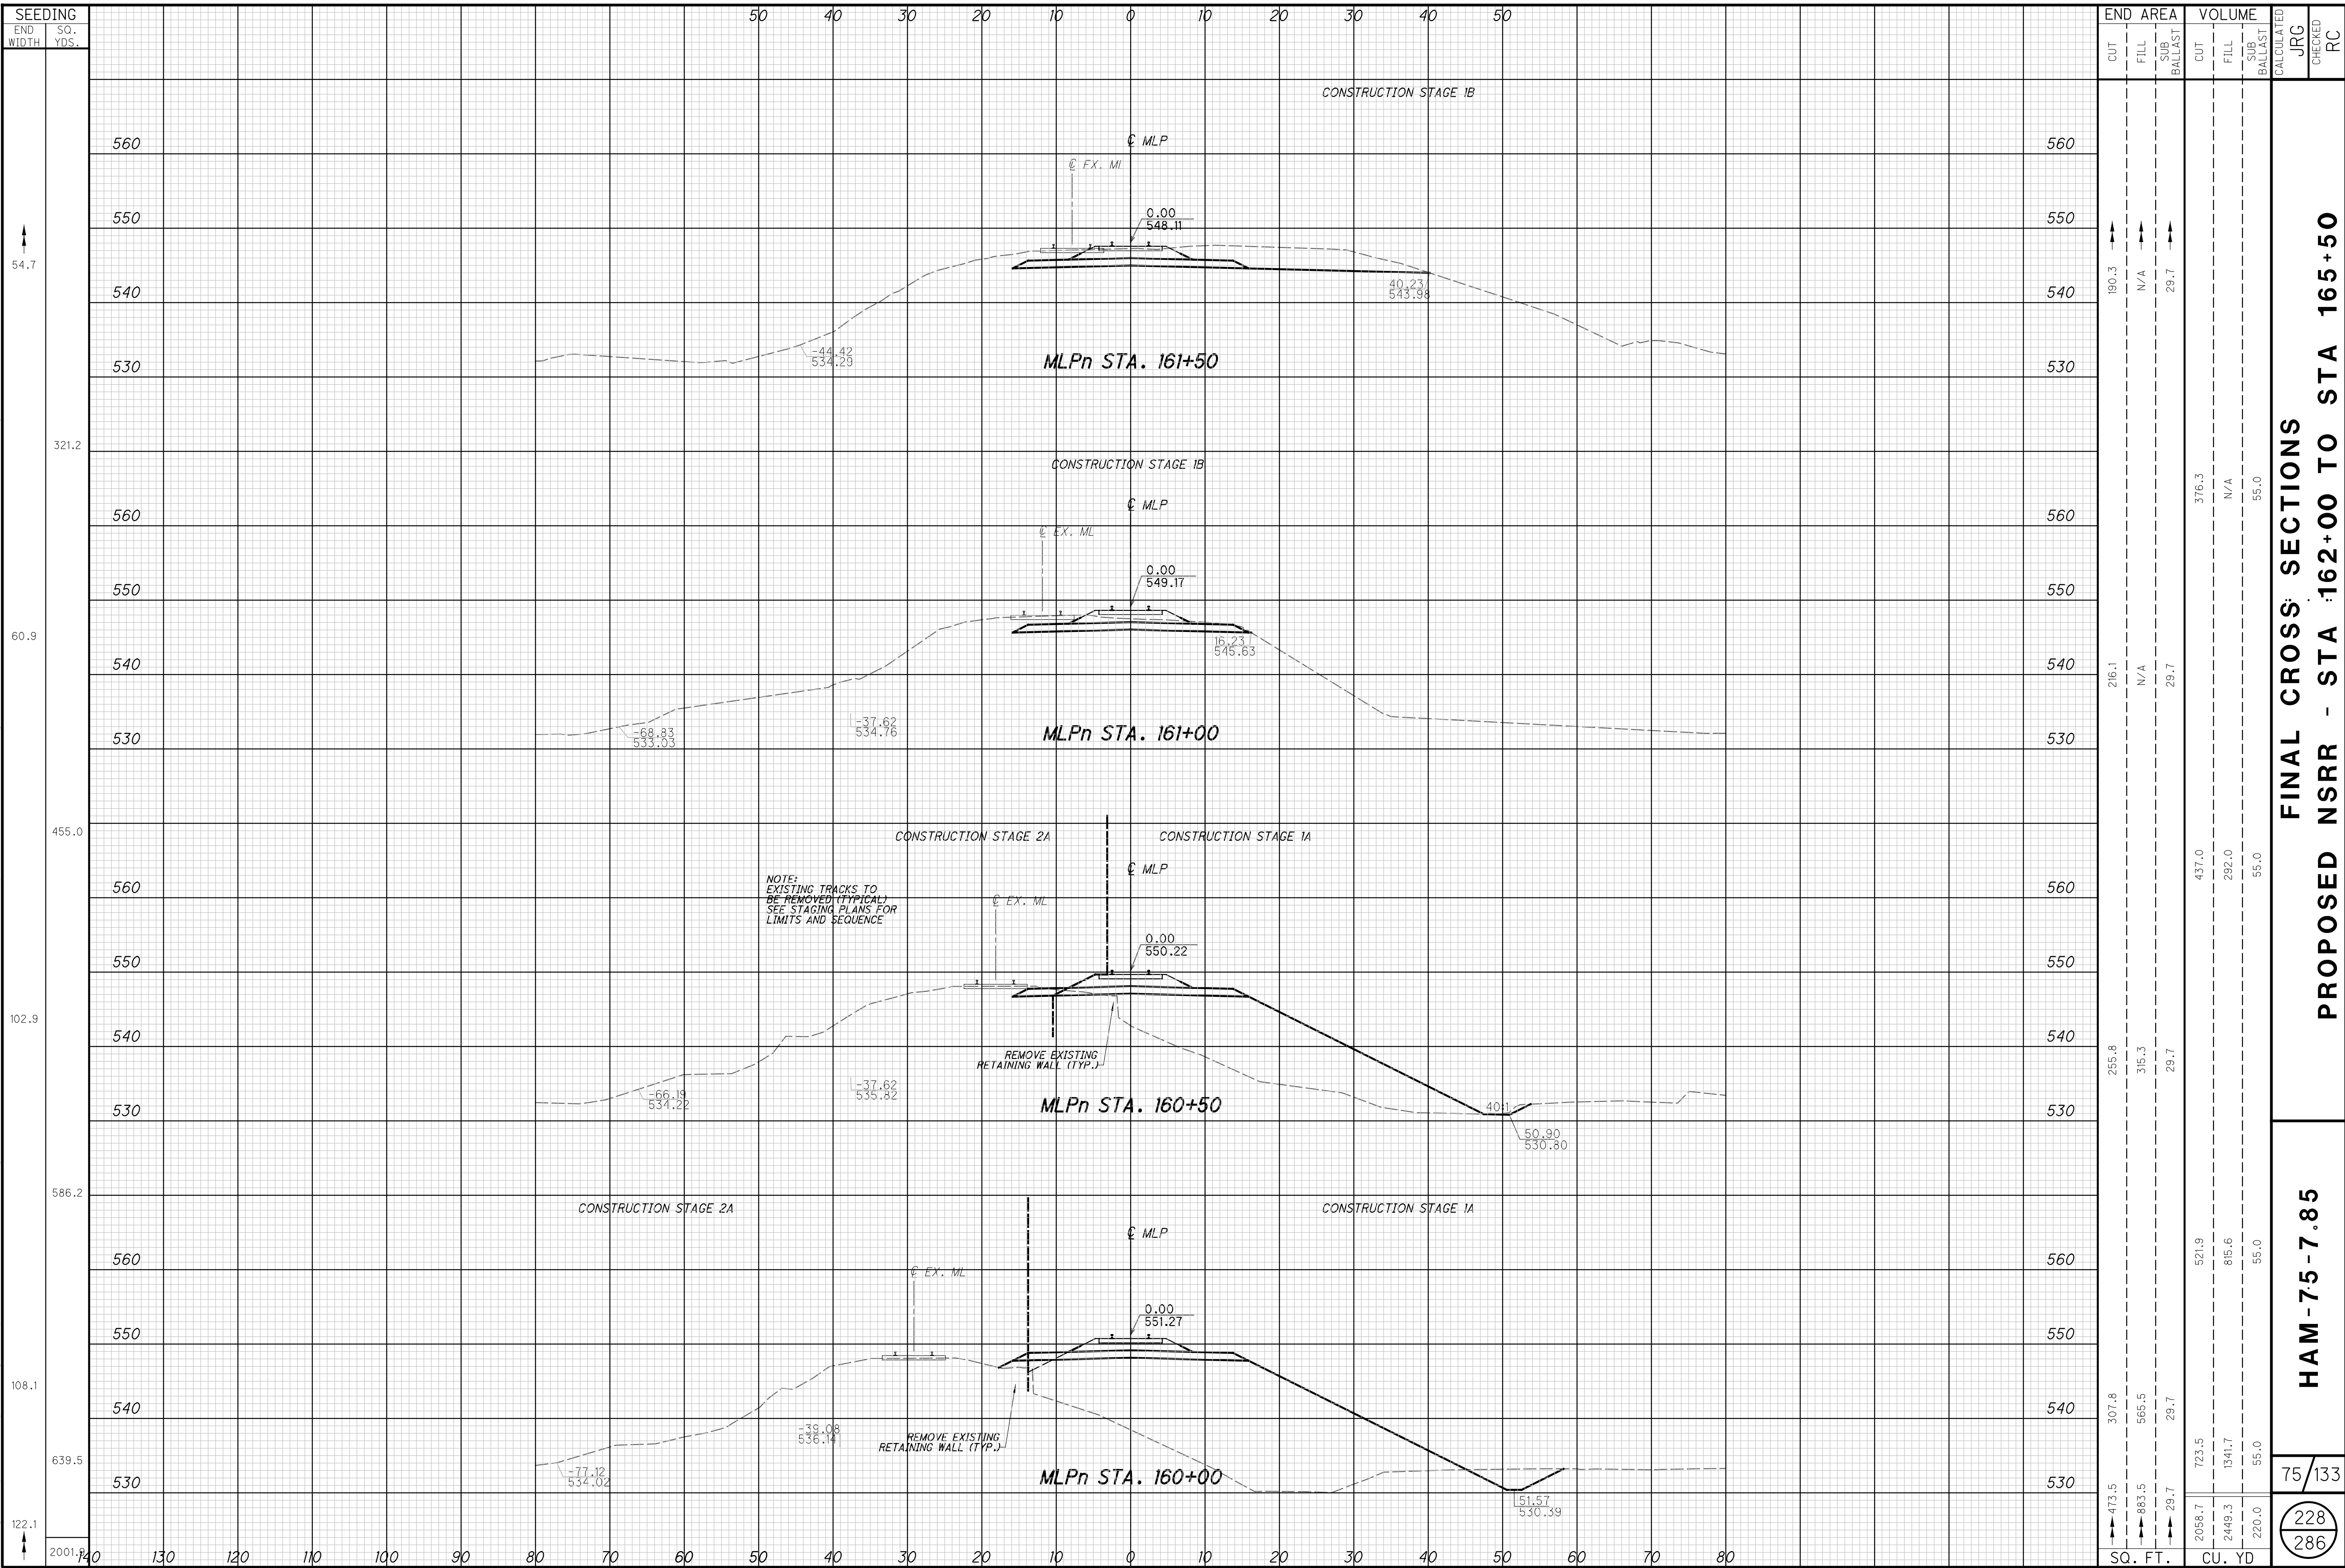 SEEDING
END WIDTH
SQ. YDS.
50 40 30 20 10 0 10 20 30 40 50
END AREA
VOLUME
CUT
FILL
SUB BALLAST
CUT
FILL
SUB BALLAST
CALCULATED
JRG
CHECKED
RC
CONSTRUCTION STAGE 1B
℄ MLP
℄ EX. ML
560 560
550 550
540 540
530 530
0.00
548.11
40.23
543.98
-44.42
534.29
MLPn STA. 161+50
54.7
190.3
N/A
29.7
321.2
376.3
N/A
55.0
CONSTRUCTION STAGE 1B
℄ MLP
℄ EX. ML
560 560
550 550
540 540
530 530
0.00
549.17
16.23
545.63
-68.83
533.03
-37.62
534.76
MLPn STA. 161+00
60.9
216.1
N/A
29.7
455.0
437.0
292.0
55.0
CONSTRUCTION STAGE 2A
CONSTRUCTION STAGE 1A
℄ MLP
NOTE:
EXISTING TRACKS TO
BE REMOVED (TYPICAL)
SEE STAGING PLANS FOR
LIMITS AND SEQUENCE
℄ EX. ML
560 560
550 550
540 540
530 530
0.00
550.22
REMOVE EXISTING
RETAINING WALL (TYP.)
-66.19
534.22
-37.62
535.82
40:1
50.90
530.80
MLPn STA. 160+50
102.9
255.8
315.3
29.7
586.2
521.9
815.6
55.0
CONSTRUCTION STAGE 2A
CONSTRUCTION STAGE 1A
℄ MLP
℄ EX. ML
560 560
550 550
540 540
530 530
0.00
551.27
-39.08
536.14
REMOVE EXISTING
RETAINING WALL (TYP.)
-77.12
534.02
51.57
530.39
MLPn STA. 160+00
108.1
307.8
565.5
29.7
639.5
723.5
1341.7
55.0
122.1
473.5
883.5
29.7
2058.7
2449.3
220.0
140 130 120 110 100 90 80 70 60 50 40 30 20 10 0 10 20 30 40 50 60 70 80
SQ. FT.
CU. YD
FINAL CROSS SECTIONS
PROPOSED NSRR - STA 162+00 TO STA 165+50
HAM-75-7.85
75/133
228
286